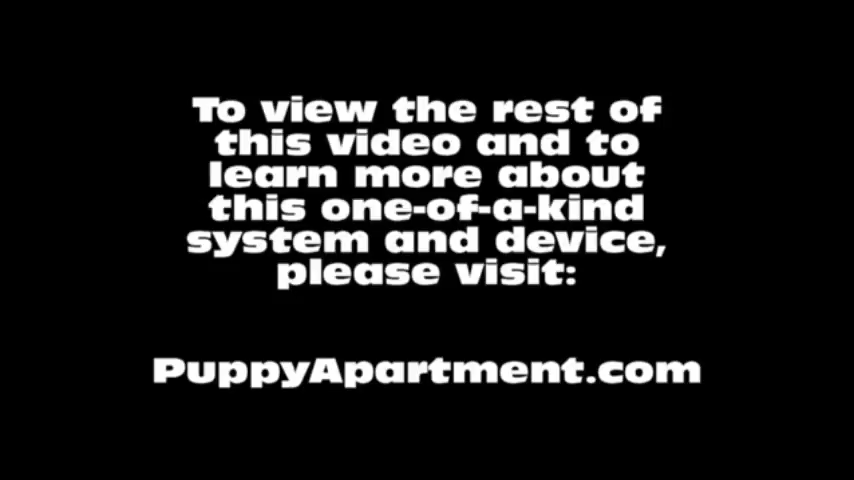 To view the rest of
this video and to
learn more about
this one-of-a-kind
system and device,
please visit:
PuppyApartment.com